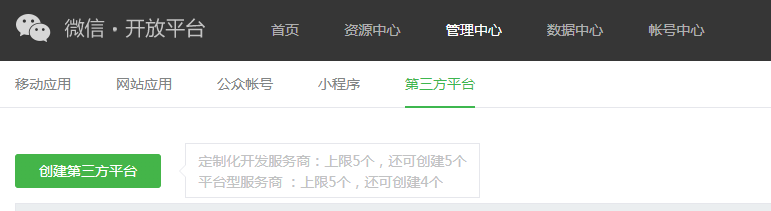 微信·开放平台 首页 资源中心 管理中心 数据中心 帐号中心
移动应用 网站应用 公众帐号 小程序 第三方平台
创建第三方平台
定制化开发服务商：上限5个，还可创建5个
平台型服务商 ：上限5个，还可创建4个